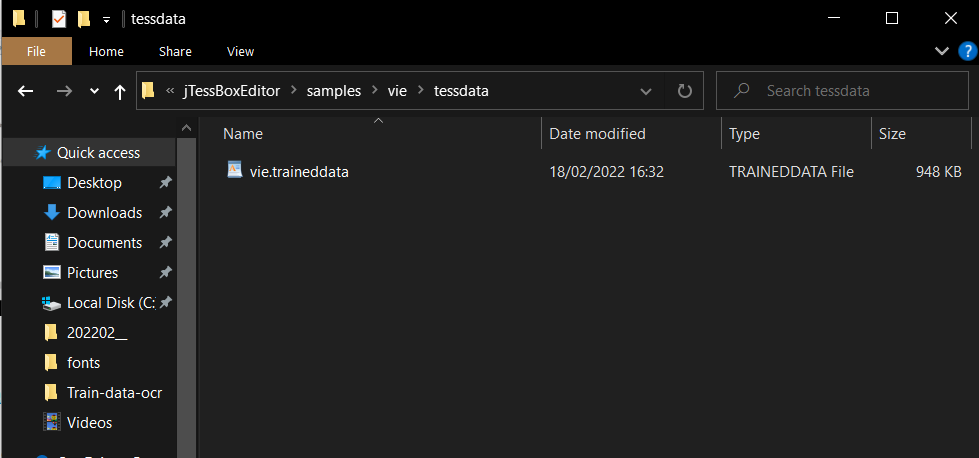 tessdata
File Home Share View
« jTessBoxEditor > samples > vie > tessdata
Search tessdata
Name Date modified Type Size
Quick access
vie.traineddata 18/02/2022 16:32 TRAINEDDATA File 948 KB
Desktop
Downloads
Documents
Pictures
Local Disk (C:
202202__
fonts
Train-data-ocr
Videos